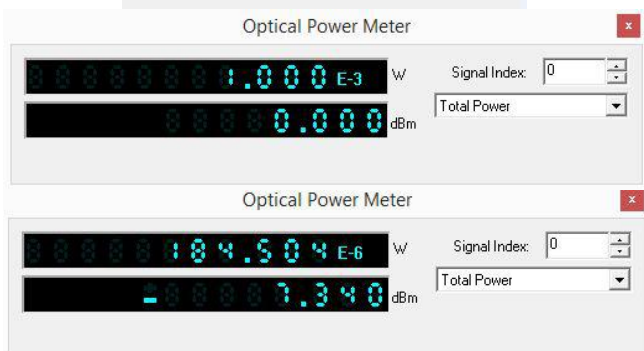 Optical Power Meter x
1.000 E-3 W Signal Index: 0
0.000 dBm Total Power
Optical Power Meter x
184.504 E-6 W Signal Index: 0
- 7.340 dBm Total Power